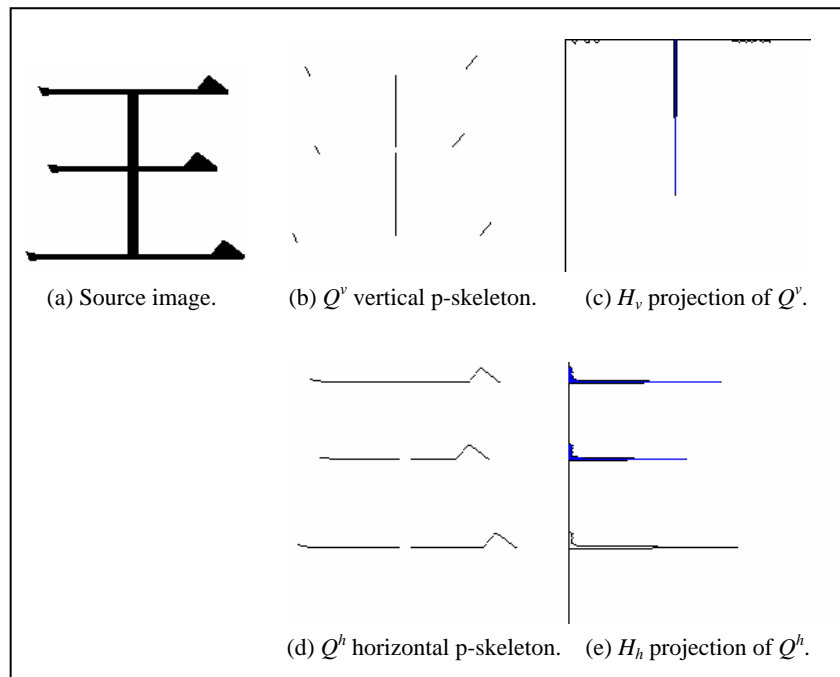 王
(a) Source image.
(b) Q^v vertical p-skeleton.
(c) H_v projection of Q^v.
(d) Q^h horizontal p-skeleton.
(e) H_h projection of Q^h.